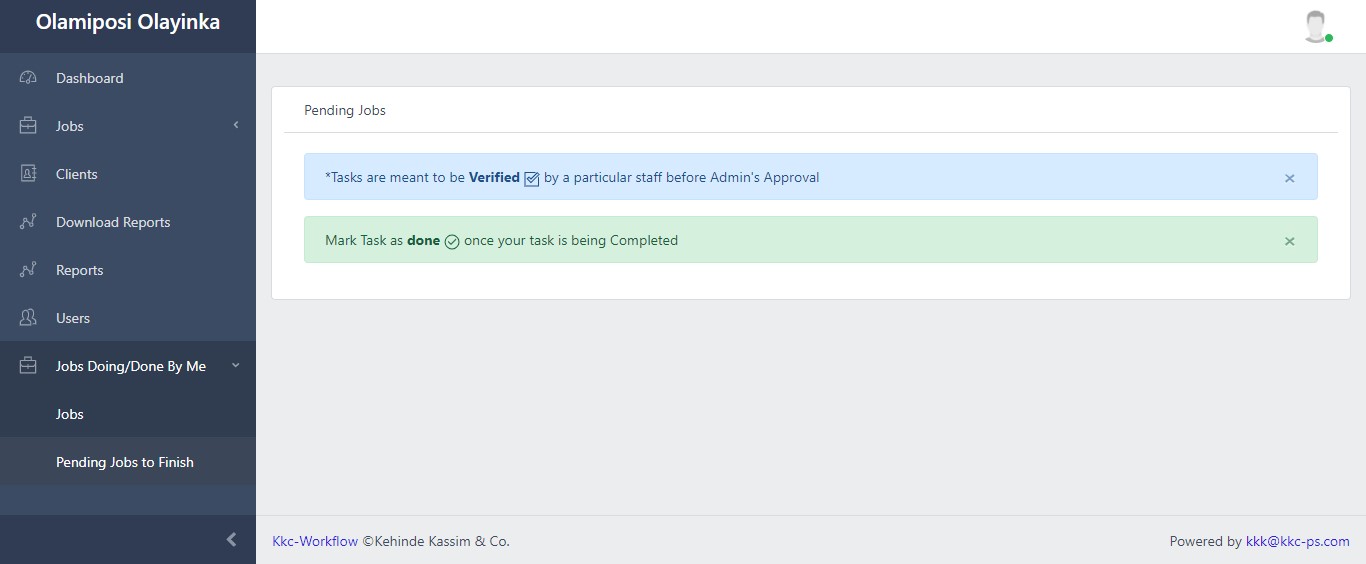 Olamiposi Olayinka
Dashboard
Jobs
Clients
Download Reports
Reports
Users
Jobs Doing/Done By Me
Jobs
Pending Jobs to Finish
Pending Jobs
*Tasks are meant to be Verified by a particular staff before Admin's Approval
Mark Task as done once your task is being Completed
Kkc-Workflow ©Kehinde Kassim & Co.
Powered by kkk@kkc-ps.com